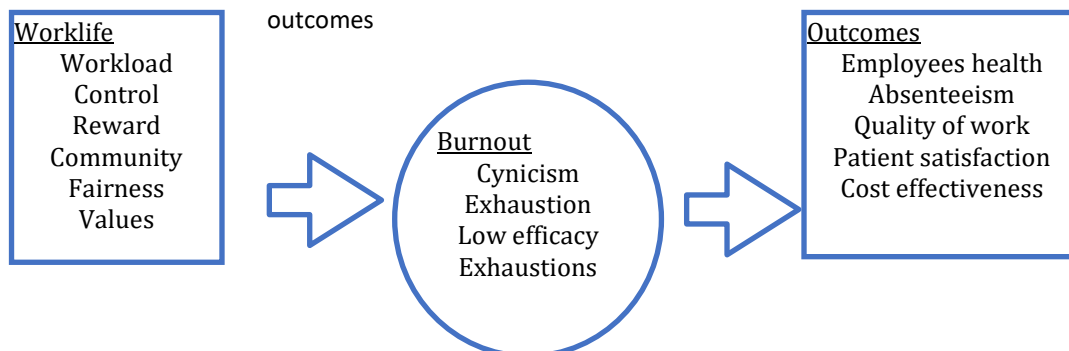 outcomes
Worklife
Workload
Control
Reward
Community
Fairness
Values
Burnout
Cynicism
Exhaustion
Low efficacy
Exhaustions
Outcomes
Employees health
Absenteeism
Quality of work
Patient satisfaction
Cost effectiveness